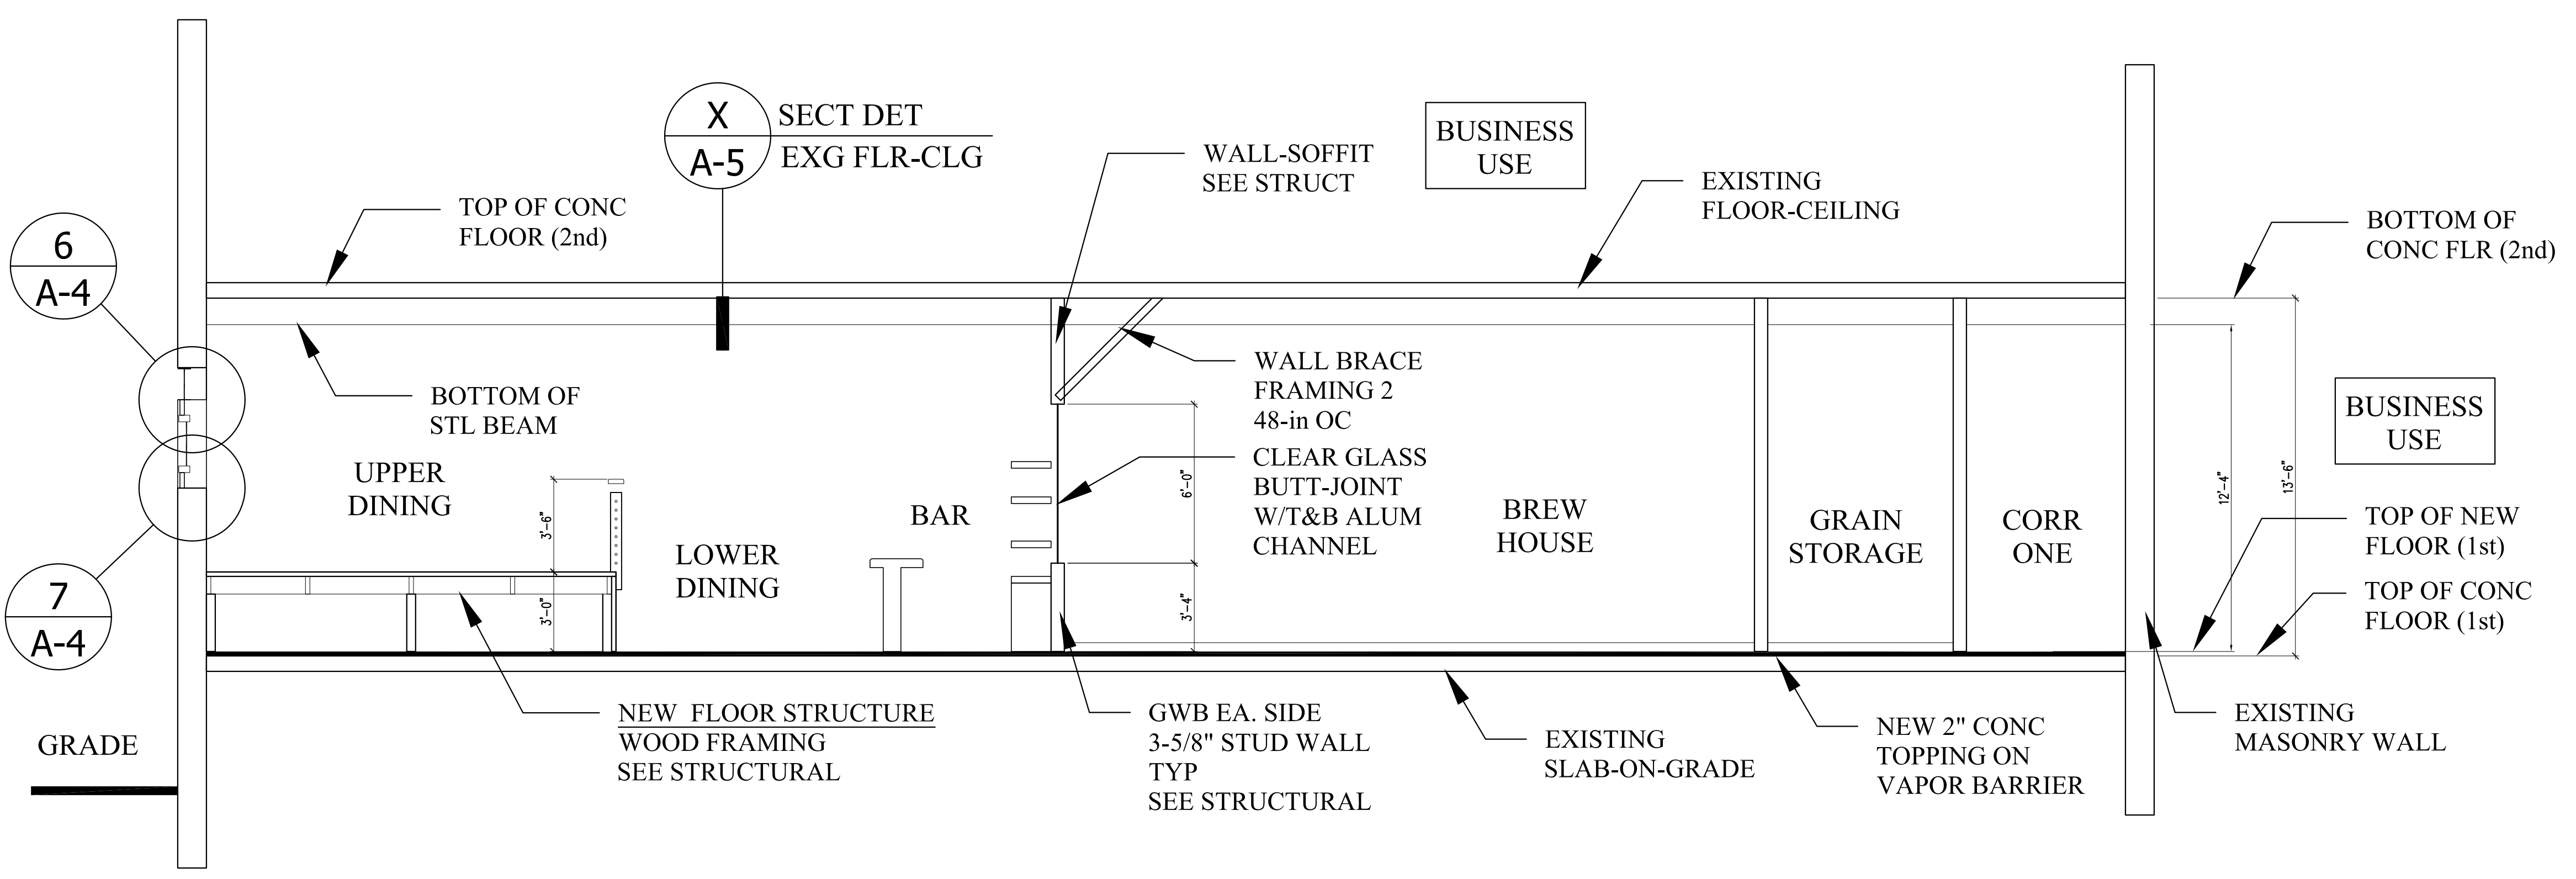 X
A-5
SECT DET
EXG FLR-CLG
BUSINESS
USE
WALL-SOFFIT
SEE STRUCT
EXISTING
FLOOR-CEILING
TOP OF CONC
FLOOR (2nd)
BOTTOM OF
CONC FLR (2nd)
6
A-4
7
A-4
BOTTOM OF
STL BEAM
WALL BRACE
FRAMING 2
48-in OC
CLEAR GLASS
BUTT-JOINT
W/T&B ALUM
CHANNEL
BUSINESS
USE
UPPER
DINING
LOWER
DINING
BAR
BREW
HOUSE
GRAIN
STORAGE
CORR
ONE
3'-6"
3'-0"
6'-0"
3'-4"
12'-4"
13'-6"
TOP OF NEW
FLOOR (1st)
TOP OF CONC
FLOOR (1st)
GRADE
NEW FLOOR STRUCTURE
WOOD FRAMING
SEE STRUCTURAL
GWB EA. SIDE
3-5/8" STUD WALL
TYP
SEE STRUCTURAL
EXISTING
SLAB-ON-GRADE
NEW 2" CONC
TOPPING ON
VAPOR BARRIER
EXISTING
MASONRY WALL